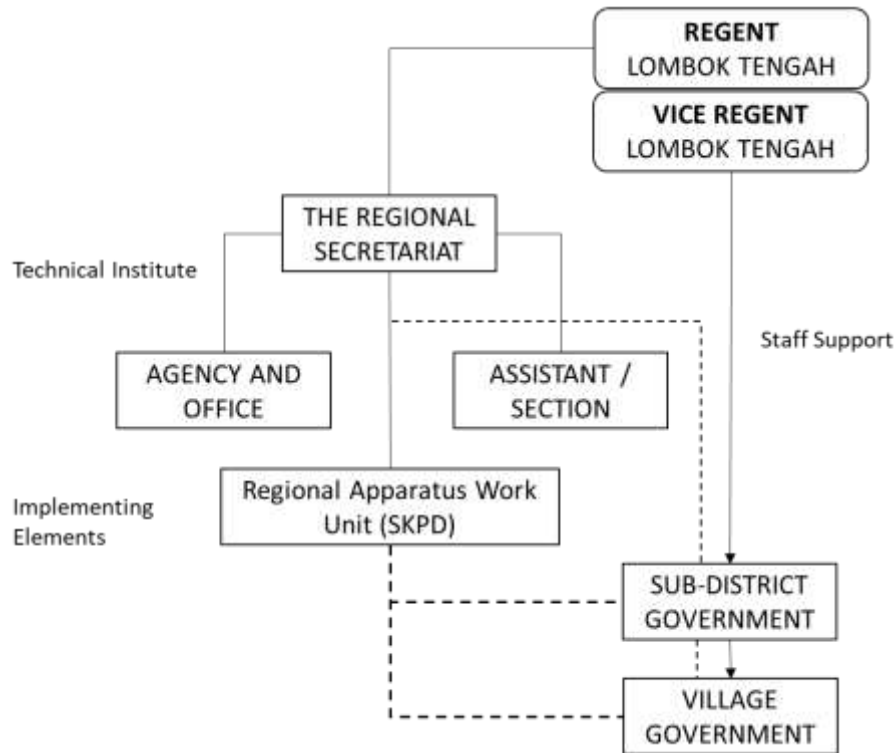 REGENT
LOMBOK TENGAH
VICE REGENT
LOMBOK TENGAH
THE REGIONAL
SECRETARIAT
Technical Institute
Staff Support
AGENCY AND
OFFICE
ASSISTANT /
SECTION
Regional Apparatus Work
Unit (SKPD)
Implementing
Elements
SUB-DISTRICT
GOVERNMENT
VILLAGE
GOVERNMENT